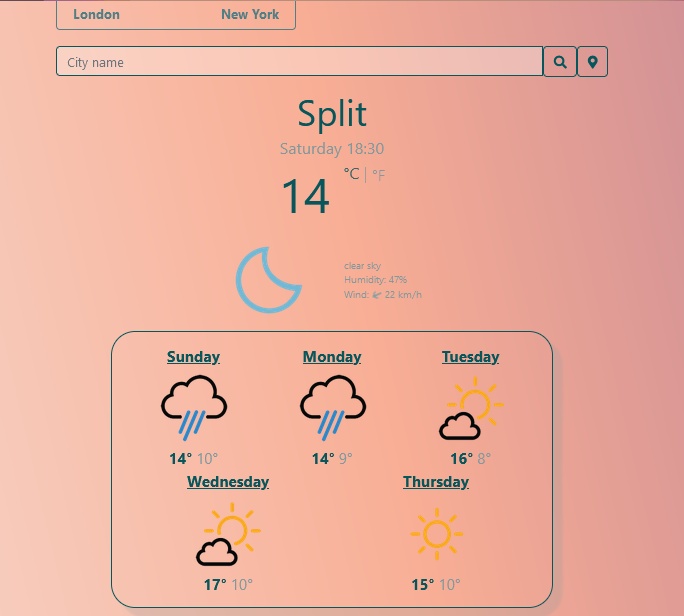 London New York
City name
Split
Saturday 18:30
14 °C | °F
clear sky
Humidity: 47%
Wind: 22 km/h
Sunday Monday Tuesday
14° 10° 14° 9° 16° 8°
Wednesday Thursday
17° 10° 15° 10°